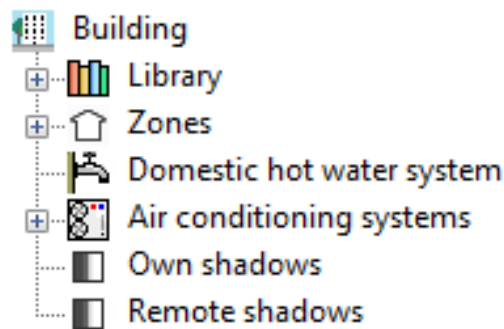 Building
Library
Zones
Domestic hot water system
Air conditioning systems
Own shadows
Remote shadows